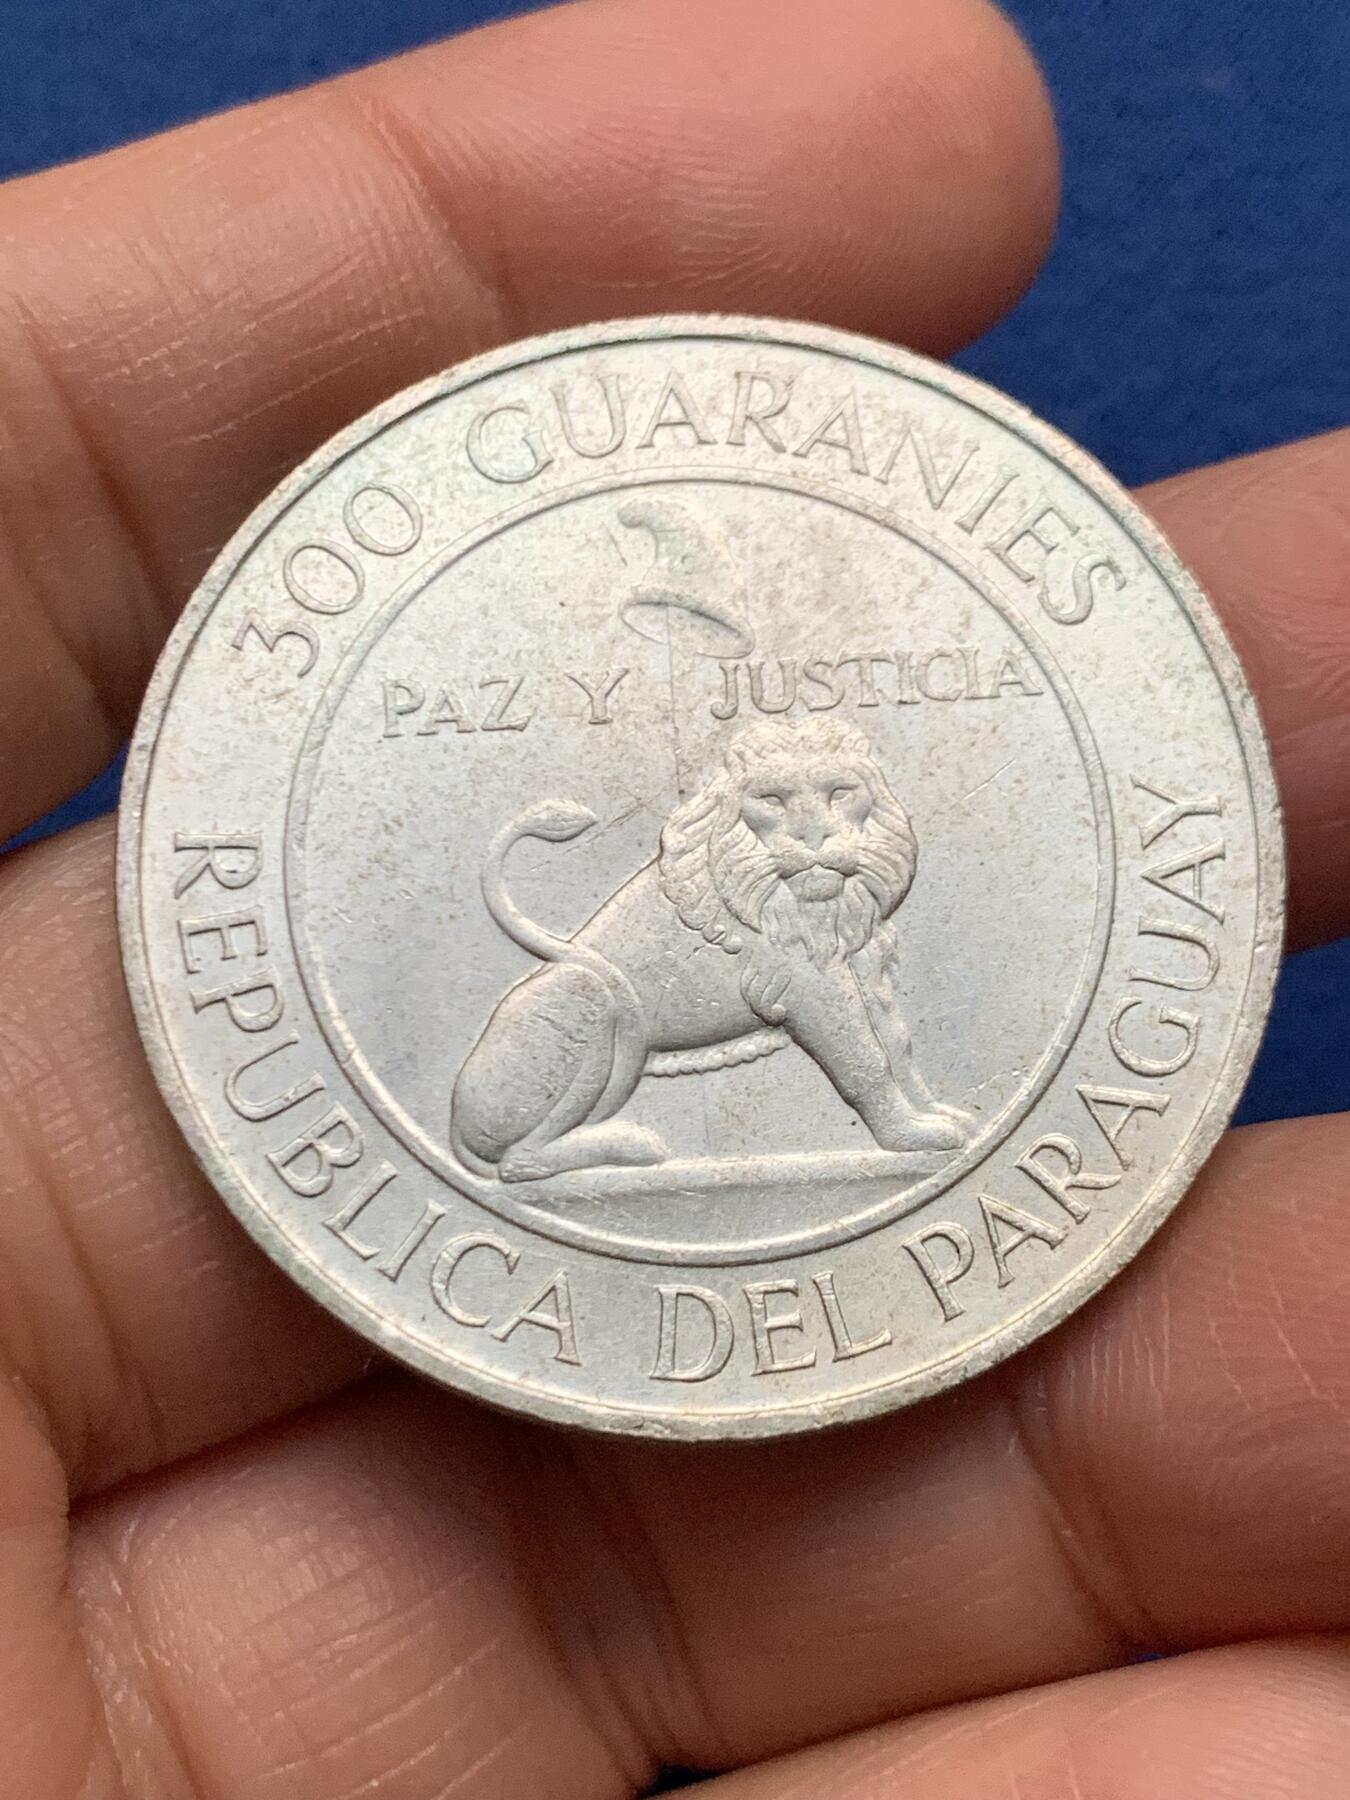 300 GUARANIES
PAZ Y JUSTICIA
REPUBLICA DEL PARAGUAY